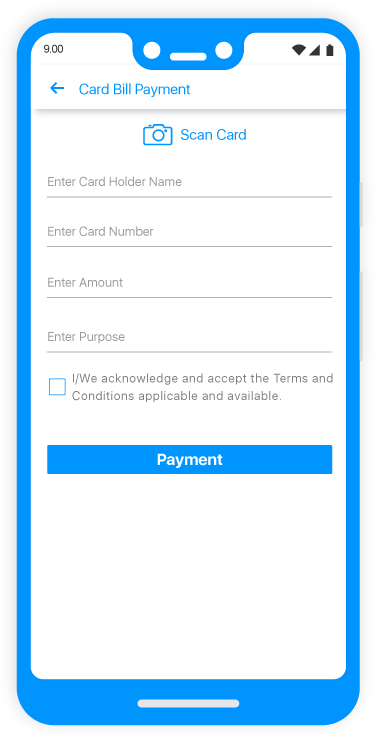 9.00
Card Bill Payment
Scan Card
Enter Card Holder Name
Enter Card Number
Enter Amount
Enter Purpose
I/We acknowledge and accept the Terms and
Conditions applicable and available.
Payment